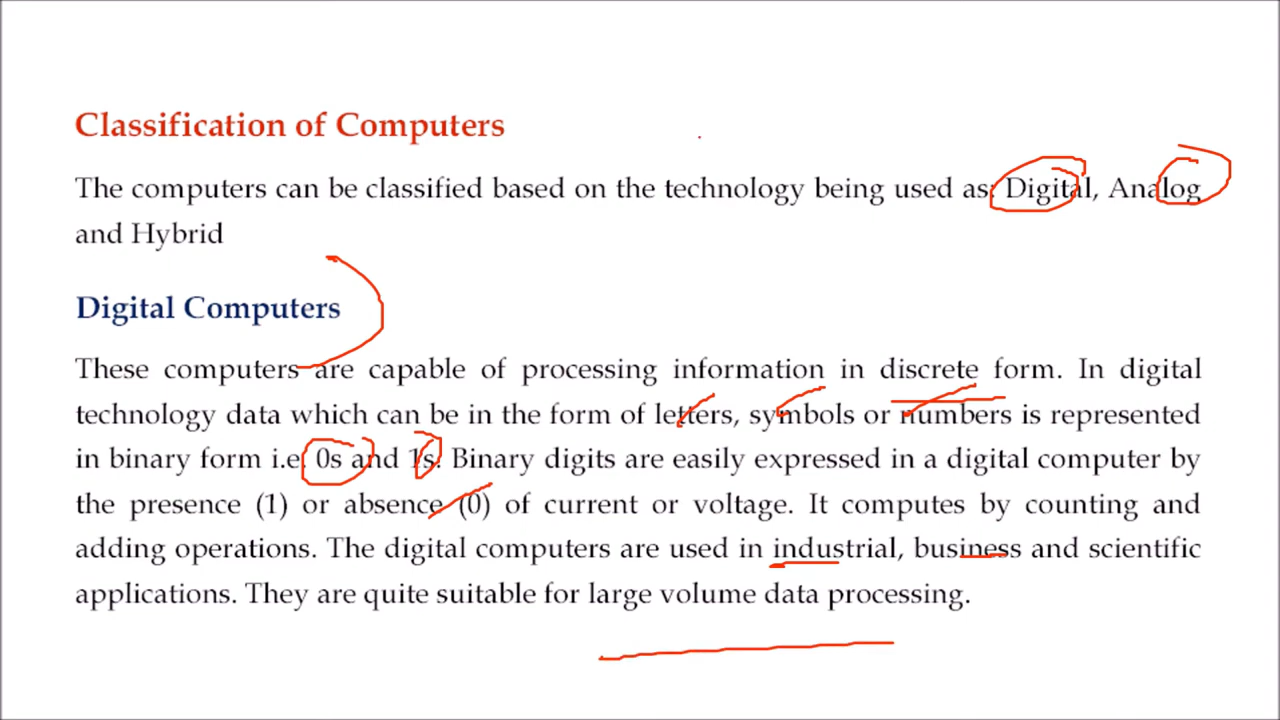 Classification of Computers
The computers can be classified based on the technology being used as: Digital, Analog
and Hybrid
Digital Computers
These computers are capable of processing information in discrete form. In digital
technology data which can be in the form of letters, symbols or numbers is represented
in binary form i.e. 0s and 1s. Binary digits are easily expressed in a digital computer by
the presence (1) or absence (0) of current or voltage. It computes by counting and
adding operations. The digital computers are used in industrial, business and scientific
applications. They are quite suitable for large volume data processing.